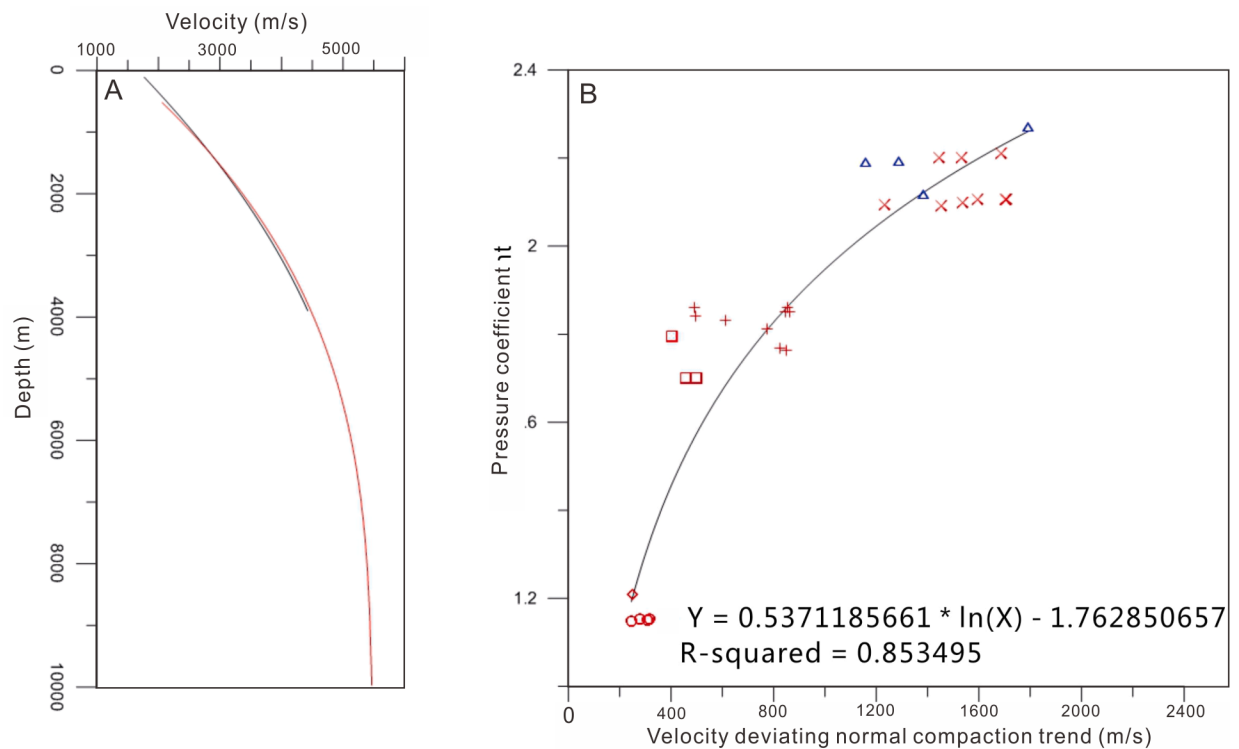 Velocity (m/s)
1000 3000 5000
A
0
2000
4000
6000
8000
10000
Depth (m)
B
2.4
2
.6
1.2
Pressure coefficient
Y = 0.5371185661 * ln(X) - 1.762850657
R-squared = 0.853495
0 400 800 1200 1600 2000 2400
Velocity deviating normal compaction trend (m/s)